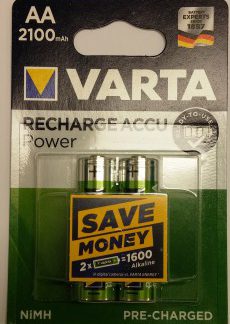 AA
2100mAh
BATTERY
EXPERTS
SINCE
1887
VARTA
RECHARGE ACCU
Power
READY-TO-USE
SAVE
MONEY
2x =1600
Alkaline
NiMH
PRE-CHARGED